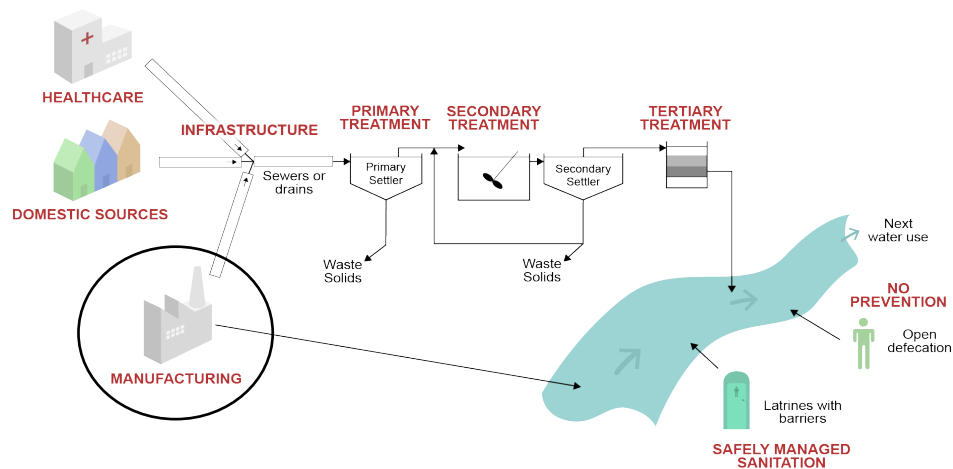 HEALTHCARE
INFRASTRUCTURE
PRIMARY
TREATMENT
SECONDARY
TREATMENT
TERTIARY
TREATMENT
Sewers or
drains
Primary
Settler
Secondary
Settler
DOMESTIC SOURCES
Waste
Solids
Waste
Solids
Next
water use
NO
PREVENTION
Open
defecation
MANUFACTURING
Latrines with
barriers
SAFELY MANAGED
SANITATION